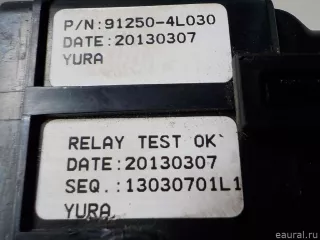 P/N:91250-4L030
DATE:20130307
YURA
RELAY TEST OK`
DATE:20130307
SEQ.:13030701L1
YURA
eaural.ru